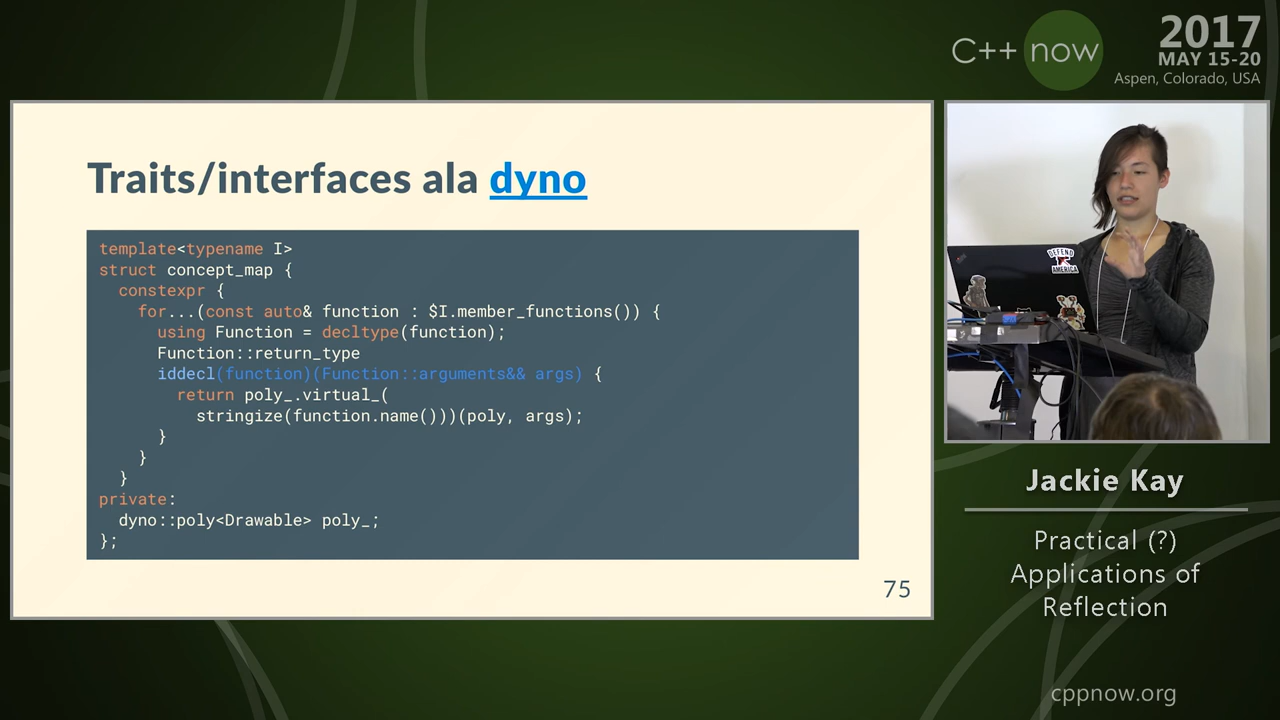 C++ now
2017
MAY 15-20
Aspen, Colorado, USA
Traits/interfaces ala dyno
template<typename I>
struct concept_map {
constexpr {
for...(const auto& function : $I.member_functions()) {
using Function = decltype(function);
Function::return_type
iddecl(function)(Function::arguments&& args) {
return poly_.virtual_(
stringize(function.name()))(poly, args);
}
}
}
private:
dyno::poly<Drawable> poly_;
};
75
DEFEND
AMERICA
Jackie Kay
Practical (?)
Applications of
Reflection
cppnow.org